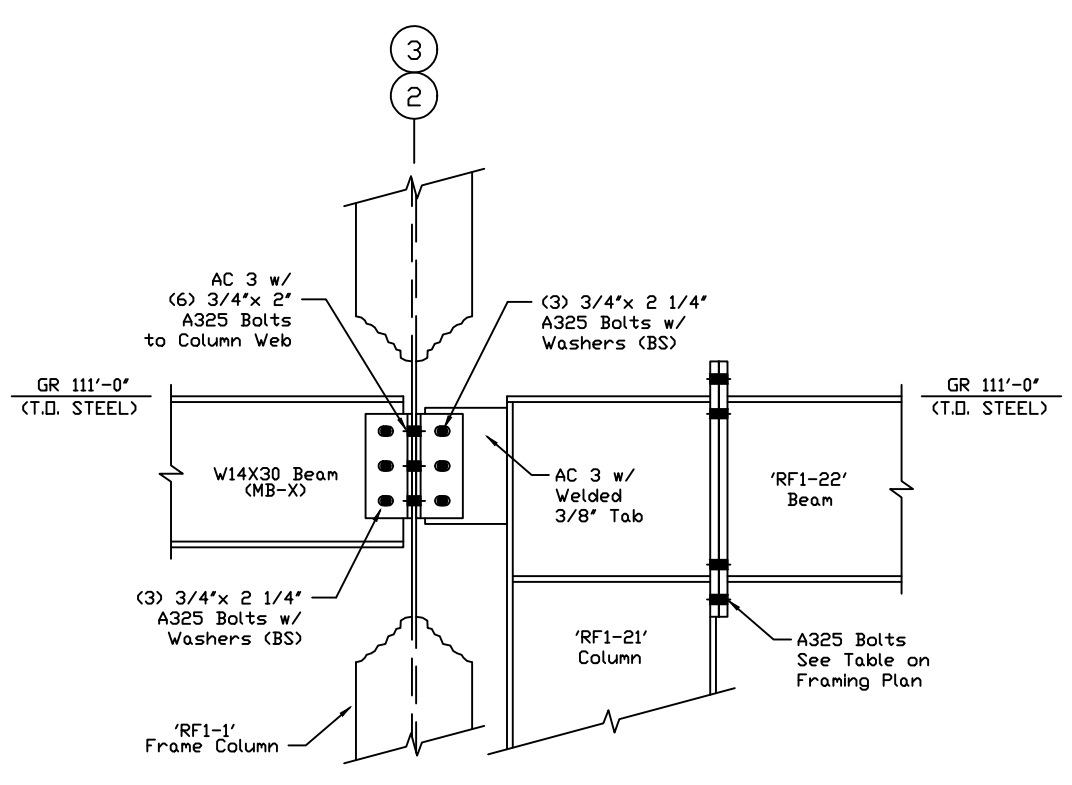 3
2
AC 3 w/
(6) 3/4"x 2"
A325 Bolts
to Column Web
(3) 3/4"x 2 1/4"
A325 Bolts w/
Washers (BS)
GR 111'-0"
(T.O. STEEL)
GR 111'-0"
(T.O. STEEL)
W14X30 Beam
(MB-X)
AC 3 w/
Welded
3/8" Tab
'RF1-22'
Beam
(3) 3/4"x 2 1/4"
A325 Bolts w/
Washers (BS)
'RF1-21'
Column
A325 Bolts
See Table on
Framing Plan
'RF1-1'
Frame Column